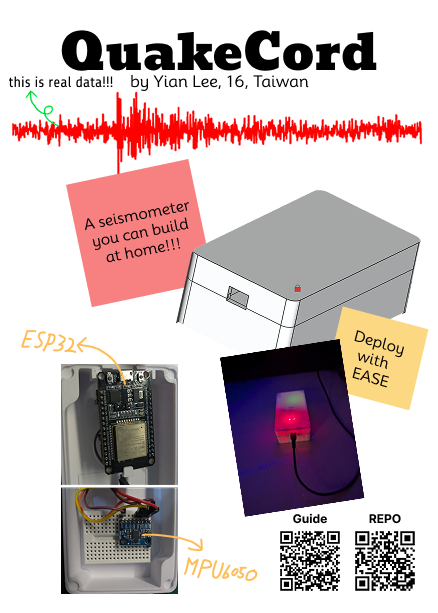 QuakeCord
this is real data!!!
by Yian Lee, 16, Taiwan
A seismometer
you can build
at home!!!
Deploy
with
EASE
ESP32
MPU6050
Guide
REPO